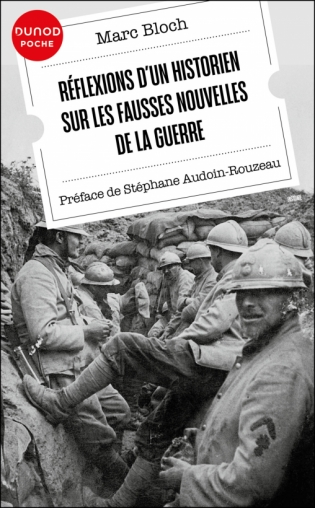 DUNOD
POCHE
Marc Bloch
RÉFLEXIONS D'UN HISTORIEN
SUR LES FAUSSES NOUVELLES
DE LA GUERRE
Préface de Stéphane Audoin-Rouzeau